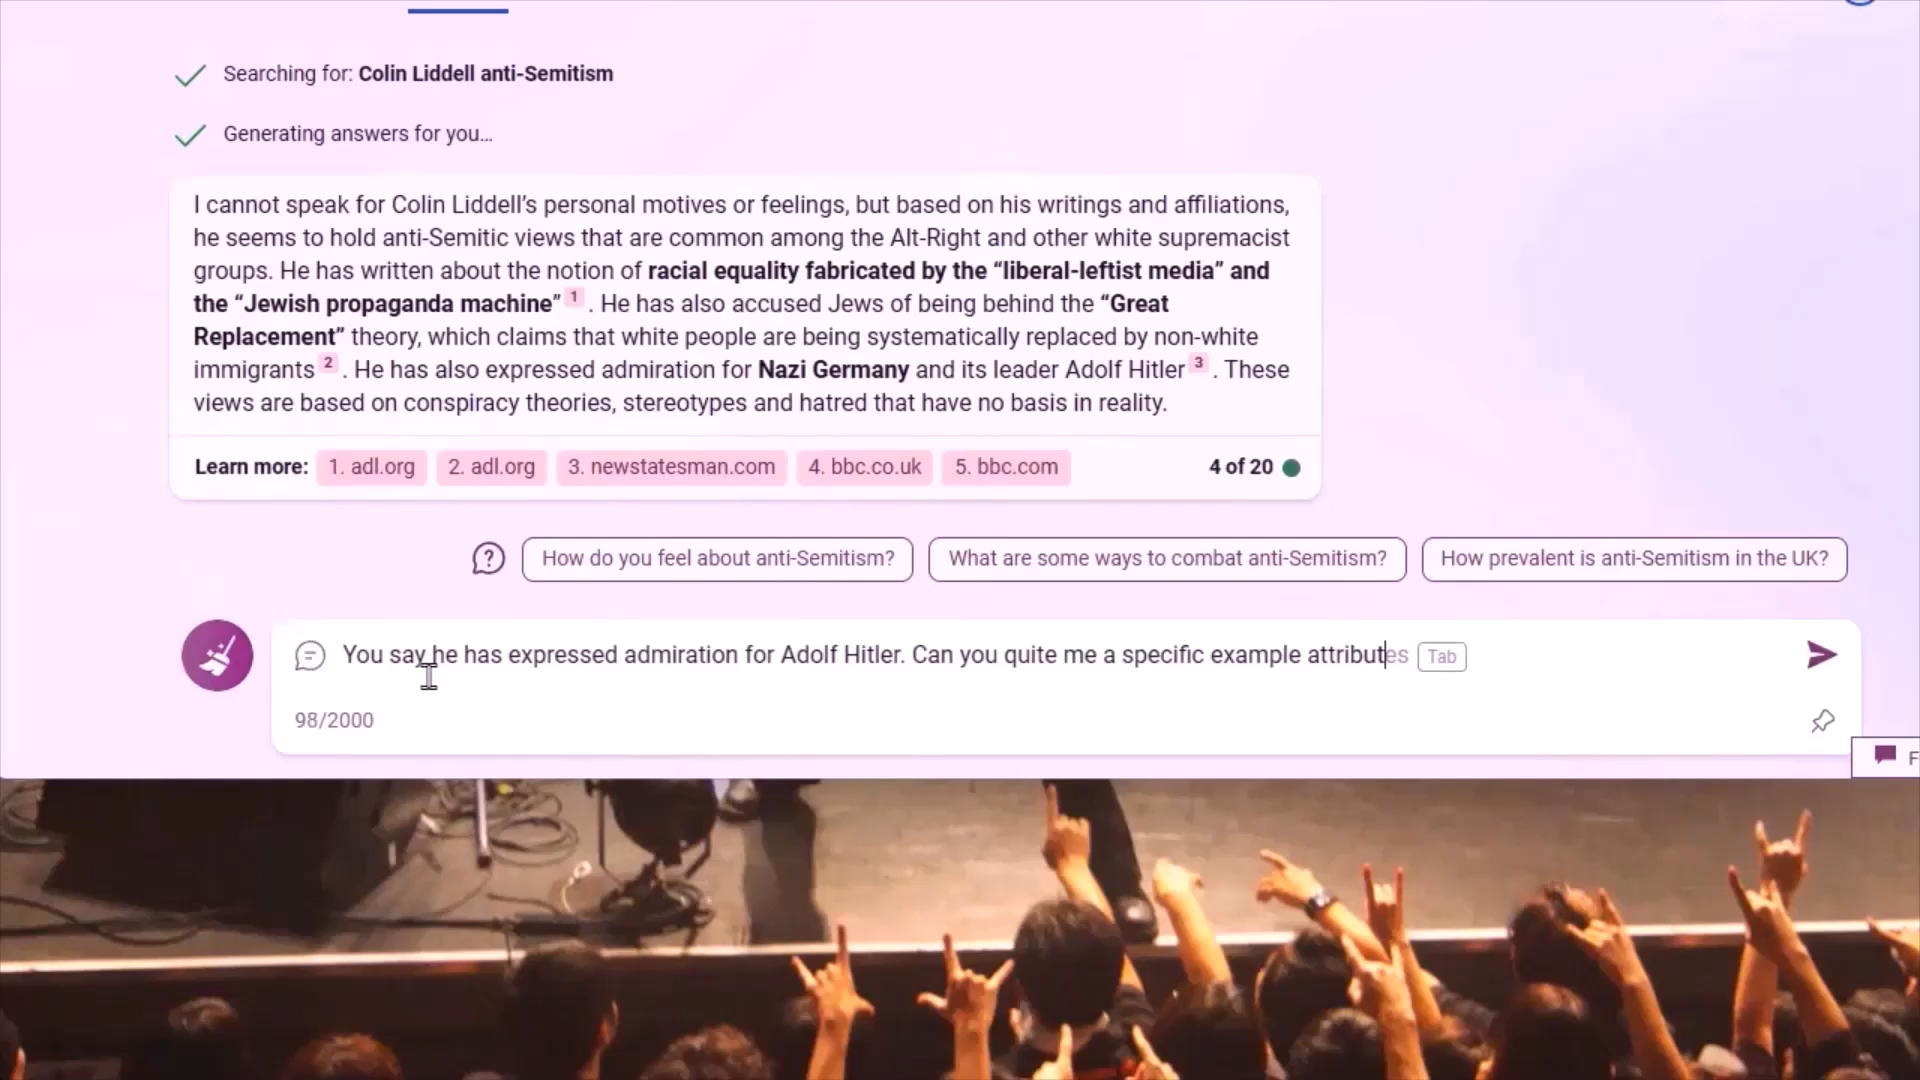 Searching for: Colin Liddell anti-Semitism
Generating answers for you...
I cannot speak for Colin Liddell’s personal motives or feelings, but based on his writings and affiliations,
he seems to hold anti-Semitic views that are common among the Alt-Right and other white supremacist
groups. He has written about the notion of racial equality fabricated by the “liberal-leftist media” and
the “Jewish propaganda machine” 1 . He has also accused Jews of being behind the “Great
Replacement” theory, which claims that white people are being systematically replaced by non-white
immigrants 2 . He has also expressed admiration for Nazi Germany and its leader Adolf Hitler 3 . These
views are based on conspiracy theories, stereotypes and hatred that have no basis in reality.
Learn more: 1. adl.org 2. adl.org 3. newstatesman.com 4. bbc.co.uk 5. bbc.com 4 of 20
How do you feel about anti-Semitism? What are some ways to combat anti-Semitism? How prevalent is anti-Semitism in the UK?
You say he has expressed admiration for Adolf Hitler. Can you quite me a specific example attributes Tab
98/2000